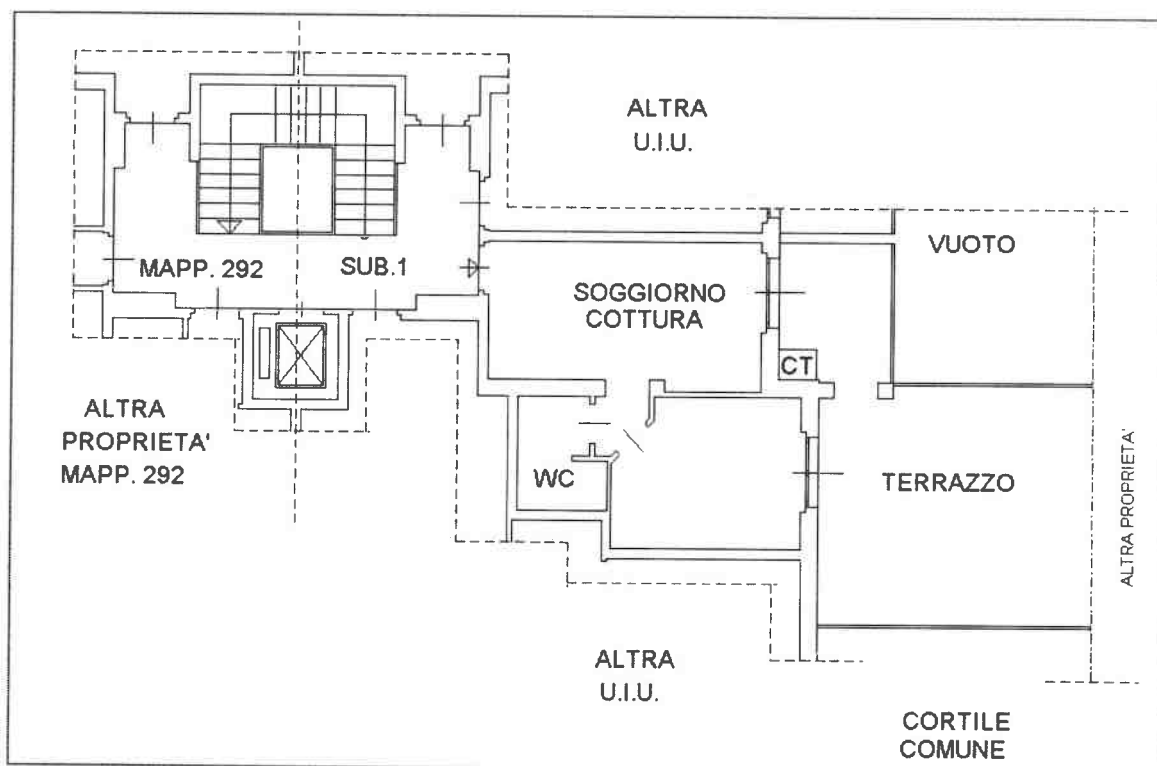 ALTRA
U.I.U.
VUOTO
MAPP. 292
SUB.1
SOGGIORNO
COTTURA
CT
ALTRA
PROPRIETA'
MAPP. 292
WC
TERRAZZO
ALTRA PROPRIETA'
ALTRA
U.I.U.
CORTILE
COMUNE